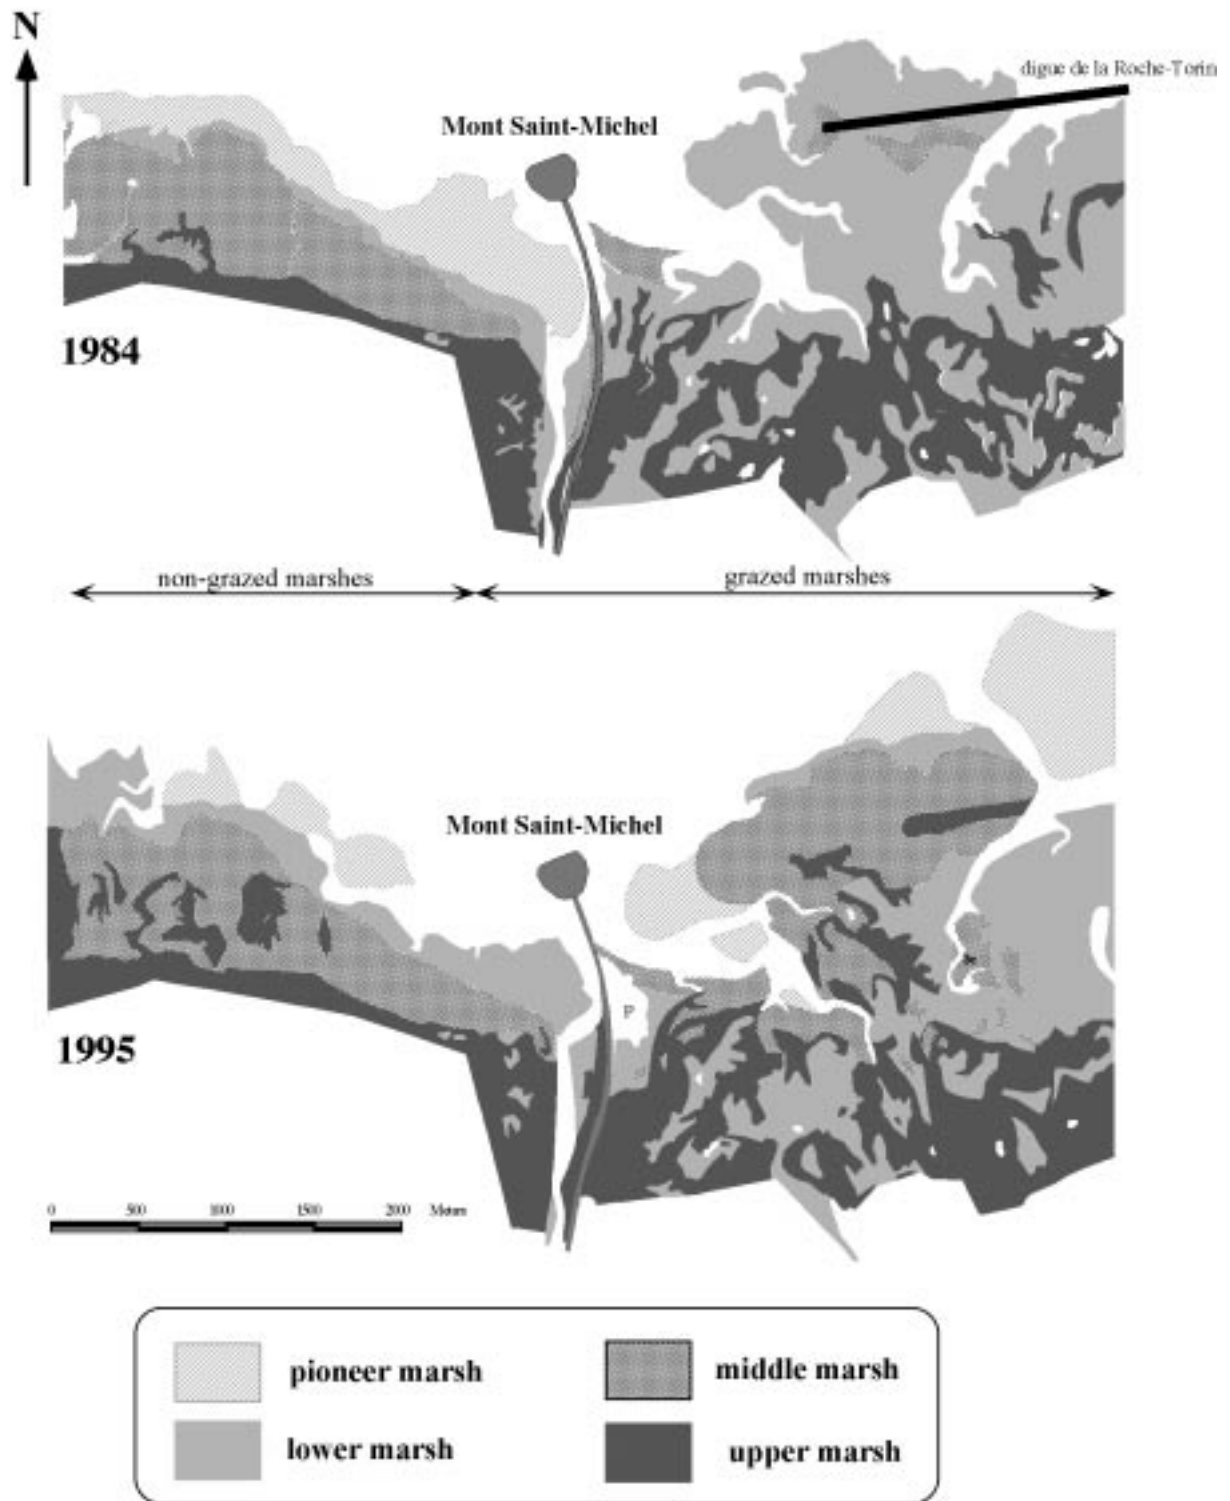 N
digue de la Roche-Torin
Mont Saint-Michel
1984
non-grazed marshes
grazed marshes
Mont Saint-Michel
P
1995
0 500 1000 1500 200 Meters
pioneer marsh
middle marsh
lower marsh
upper marsh